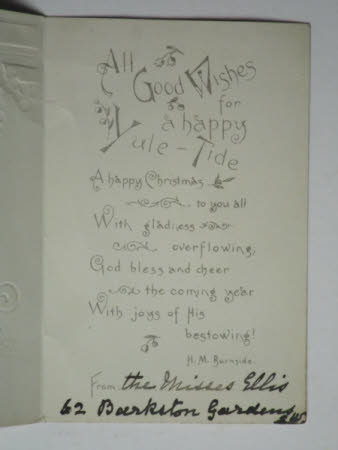 All
Good Wishes
for
a happy
Yule-Tide
A happy Christmas
to you all
With gladness
overflowing,
God bless and cheer
the coming year
With joys of His
bestowing!
H. M. Burnside.
From the Misses Ellis
62 Barkston Gardens
S.W.